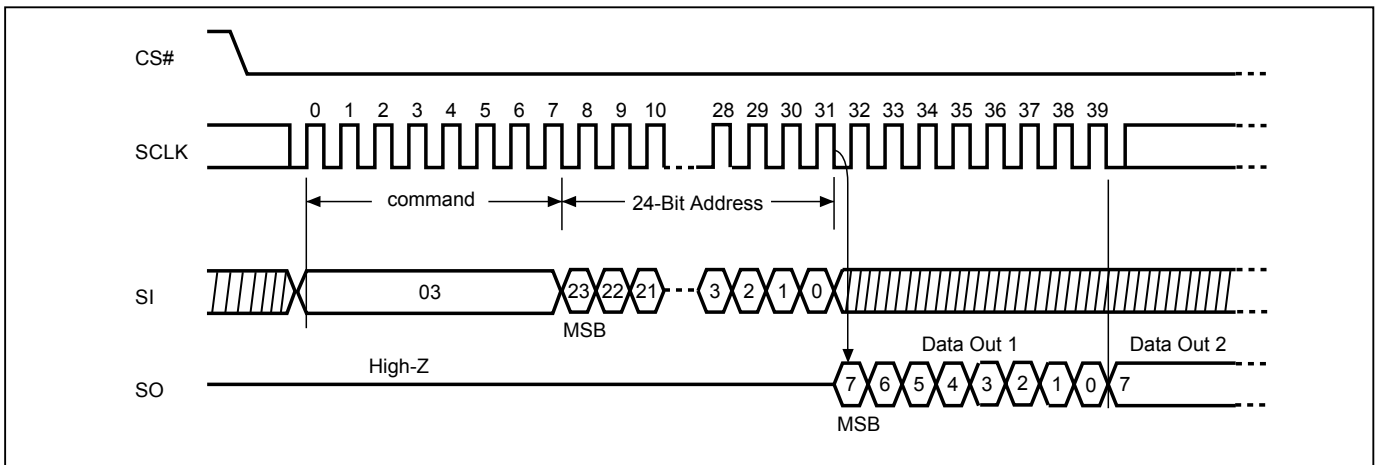 CS#
0 1 2 3 4 5 6 7 8 9 10 28 29 30 31 32 33 34 35 36 37 38 39
SCLK
command 24-Bit Address
SI 03 23 22 21 3 2 1 0
MSB
Data Out 1 Data Out 2
High-Z
SO 7 6 5 4 3 2 1 0 7
MSB